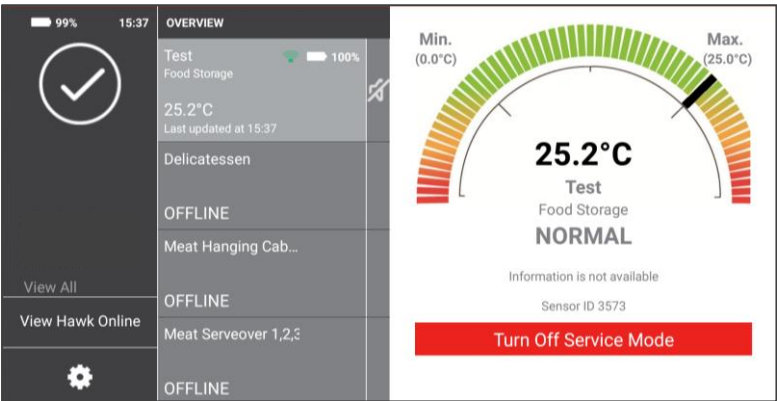 99% 15:37
View All
View Hawk Online
OVERVIEW
Test 100%
Food Storage
25.2°C
Last updated at 15:37
Delicatessen
OFFLINE
Meat Hanging Cab...
OFFLINE
Meat Serveover 1,2,3
OFFLINE
Min. Max.
(0.0°C) (25.0°C)
25.2°C
Test
Food Storage
NORMAL
Information is not available
Sensor ID 3573
Turn Off Service Mode